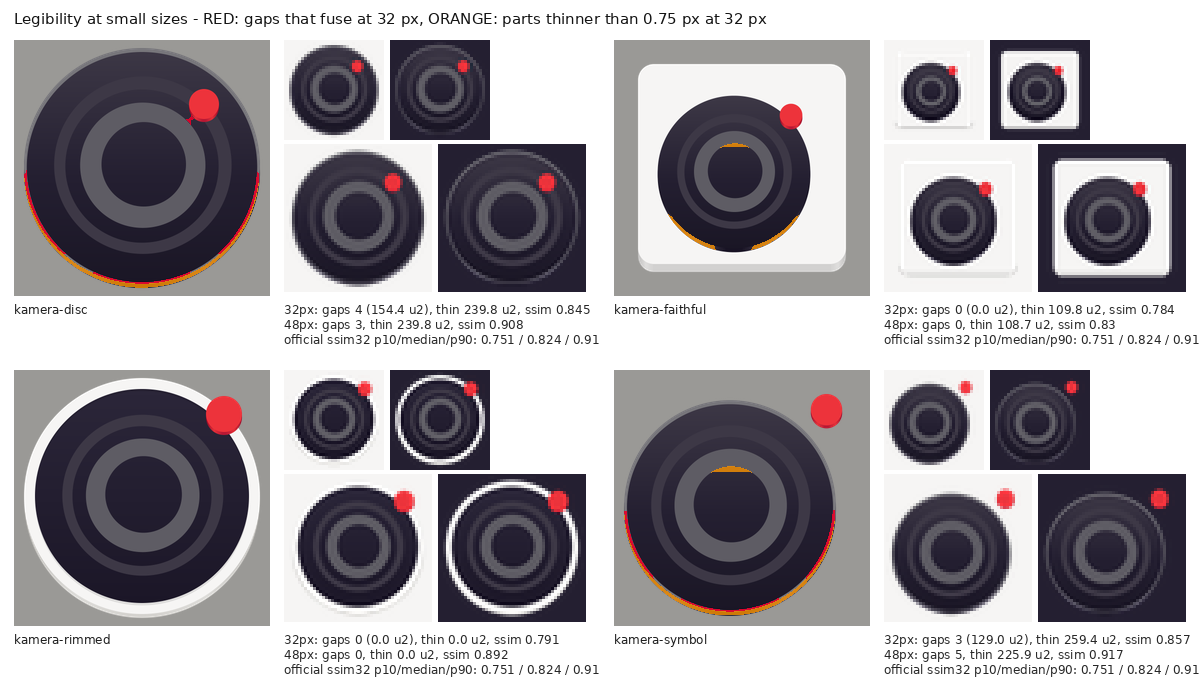 Legibility at small sizes - RED: gaps that fuse at 32 px, ORANGE: parts thinner than 0.75 px at 32 px
kamera-disc
32px: gaps 4 (154.4 u2), thin 239.8 u2, ssim 0.845
48px: gaps 3, thin 239.8 u2, ssim 0.908
official ssim32 p10/median/p90: 0.751 / 0.824 / 0.91
kamera-faithful
32px: gaps 0 (0.0 u2), thin 109.8 u2, ssim 0.784
48px: gaps 0, thin 108.7 u2, ssim 0.83
official ssim32 p10/median/p90: 0.751 / 0.824 / 0.91
kamera-rimmed
32px: gaps 0 (0.0 u2), thin 0.0 u2, ssim 0.791
48px: gaps 0, thin 0.0 u2, ssim 0.892
official ssim32 p10/median/p90: 0.751 / 0.824 / 0.91
kamera-symbol
32px: gaps 3 (129.0 u2), thin 259.4 u2, ssim 0.857
48px: gaps 5, thin 225.9 u2, ssim 0.917
official ssim32 p10/median/p90: 0.751 / 0.824 / 0.91